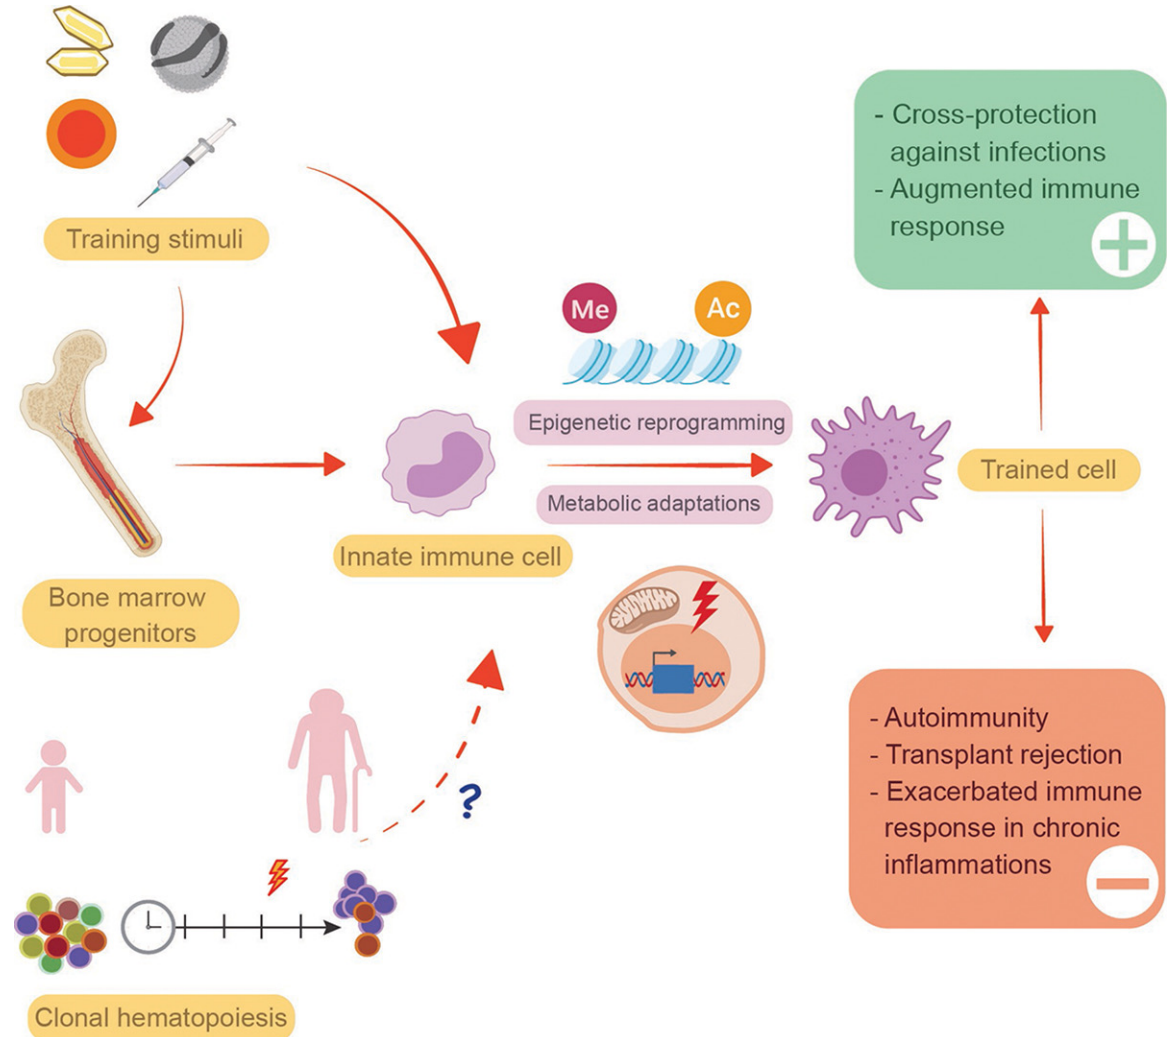 Training stimuli
- Cross-protection
against infections
- Augmented immune
response
Me
Ac
Epigenetic reprogramming
Metabolic adaptations
Trained cell
Innate immune cell
Bone marrow
progenitors
?
- Autoimmunity
- Transplant rejection
- Exacerbated immune
response in chronic
inflammations
Clonal hematopoiesis